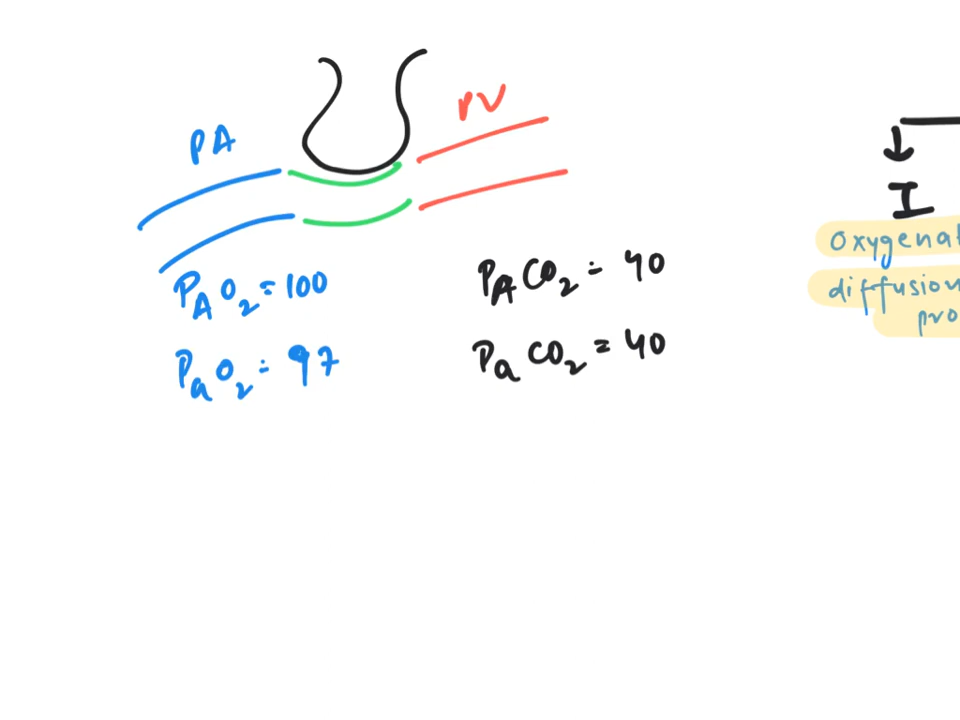 PA
PV
I
PAO2 = 100
PACO2 = 40
PaO2 = 97
PaCO2 = 40
oxygenat
diffusion
pro